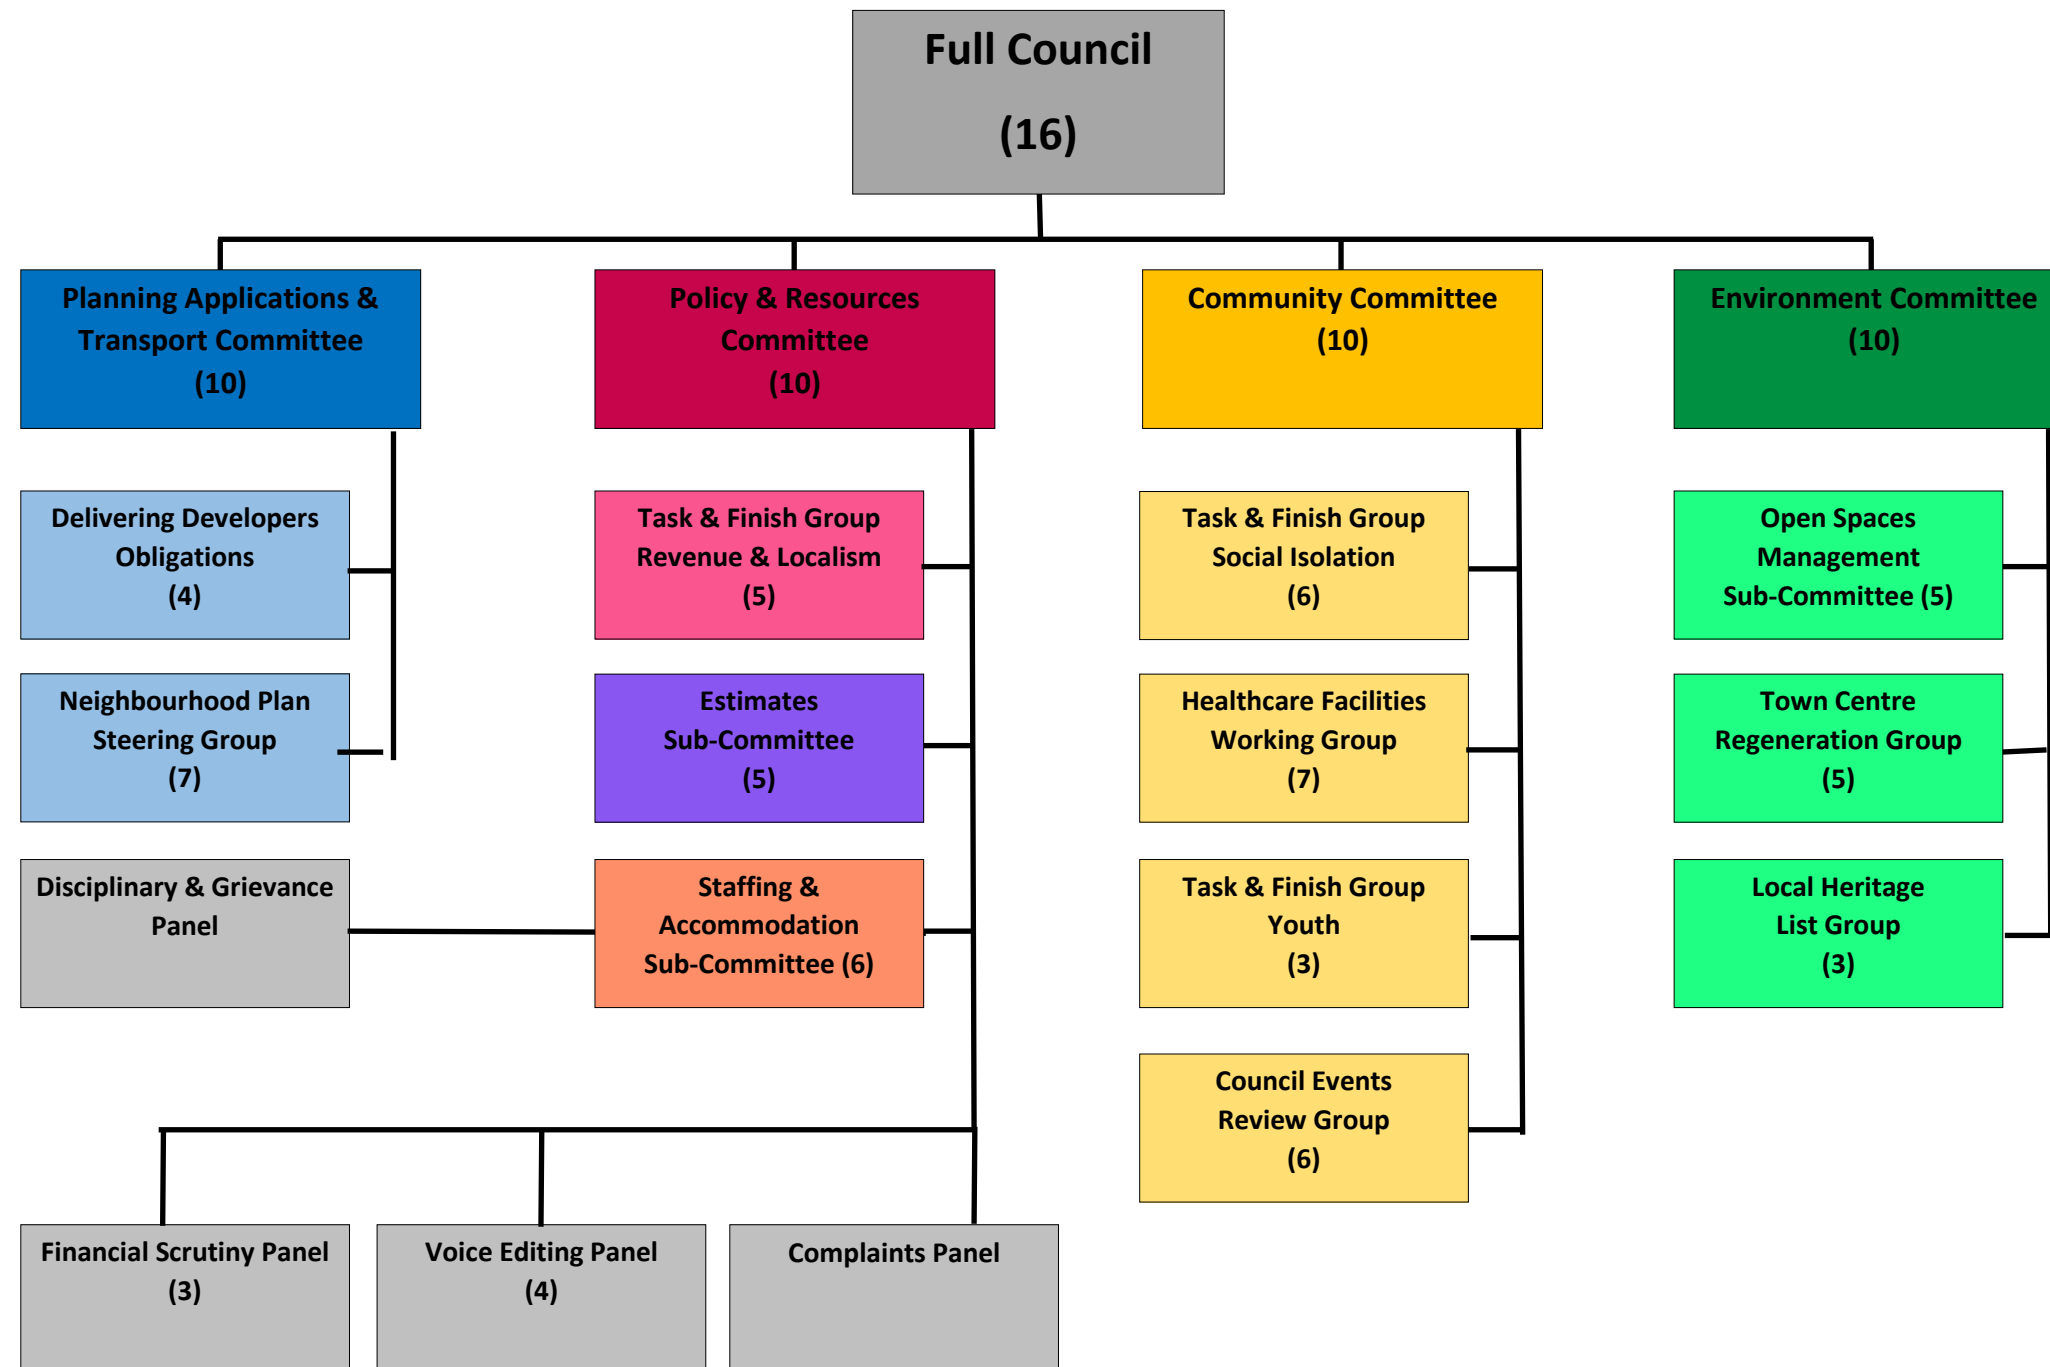 Full Council
(16)
Planning Applications &
Transport Committee
(10)
Policy & Resources
Committee
(10)
Community Committee
(10)
Environment Committee
(10)
Delivering Developers
Obligations
(4)
Task & Finish Group
Revenue & Localism
(5)
Task & Finish Group
Social Isolation
(6)
Open Spaces
Management
Sub-Committee (5)
Neighbourhood Plan
Steering Group
(7)
Estimates
Sub-Committee
(5)
Healthcare Facilities
Working Group
(7)
Town Centre
Regeneration Group
(5)
Disciplinary & Grievance
Panel
Staffing &
Accommodation
Sub-Committee (6)
Task & Finish Group
Youth
(3)
Local Heritage
List Group
(3)
Council Events
Review Group
(6)
Financial Scrutiny Panel
(3)
Voice Editing Panel
(4)
Complaints Panel